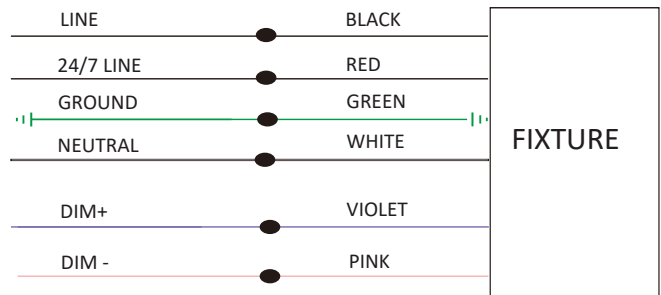 LINE BLACK
24/7 LINE RED
GROUND GREEN
NEUTRAL WHITE
FIXTURE
DIM+ VIOLET
DIM - PINK